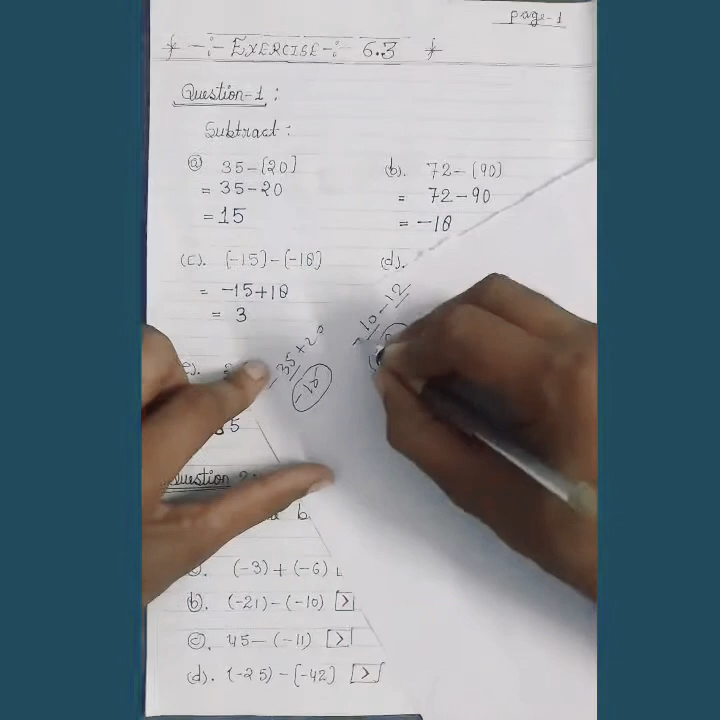 page-1
-:- EXERCISE -:- 6.3
Question-1 :
Subtract :
(a) 35-(20)
= 35-20
= 15
(b). 72-(90)
= 72-90
= -18
(c). (-15)-(-18)
= -15+18
= 3
(d).
-10-12
-35+20
-15
35
Question 2:
(-3)+(-6)
(b). (-21)-(-10) [>]
(c). 45-(-11) [>]
(d). (-25)-(-42) [>]